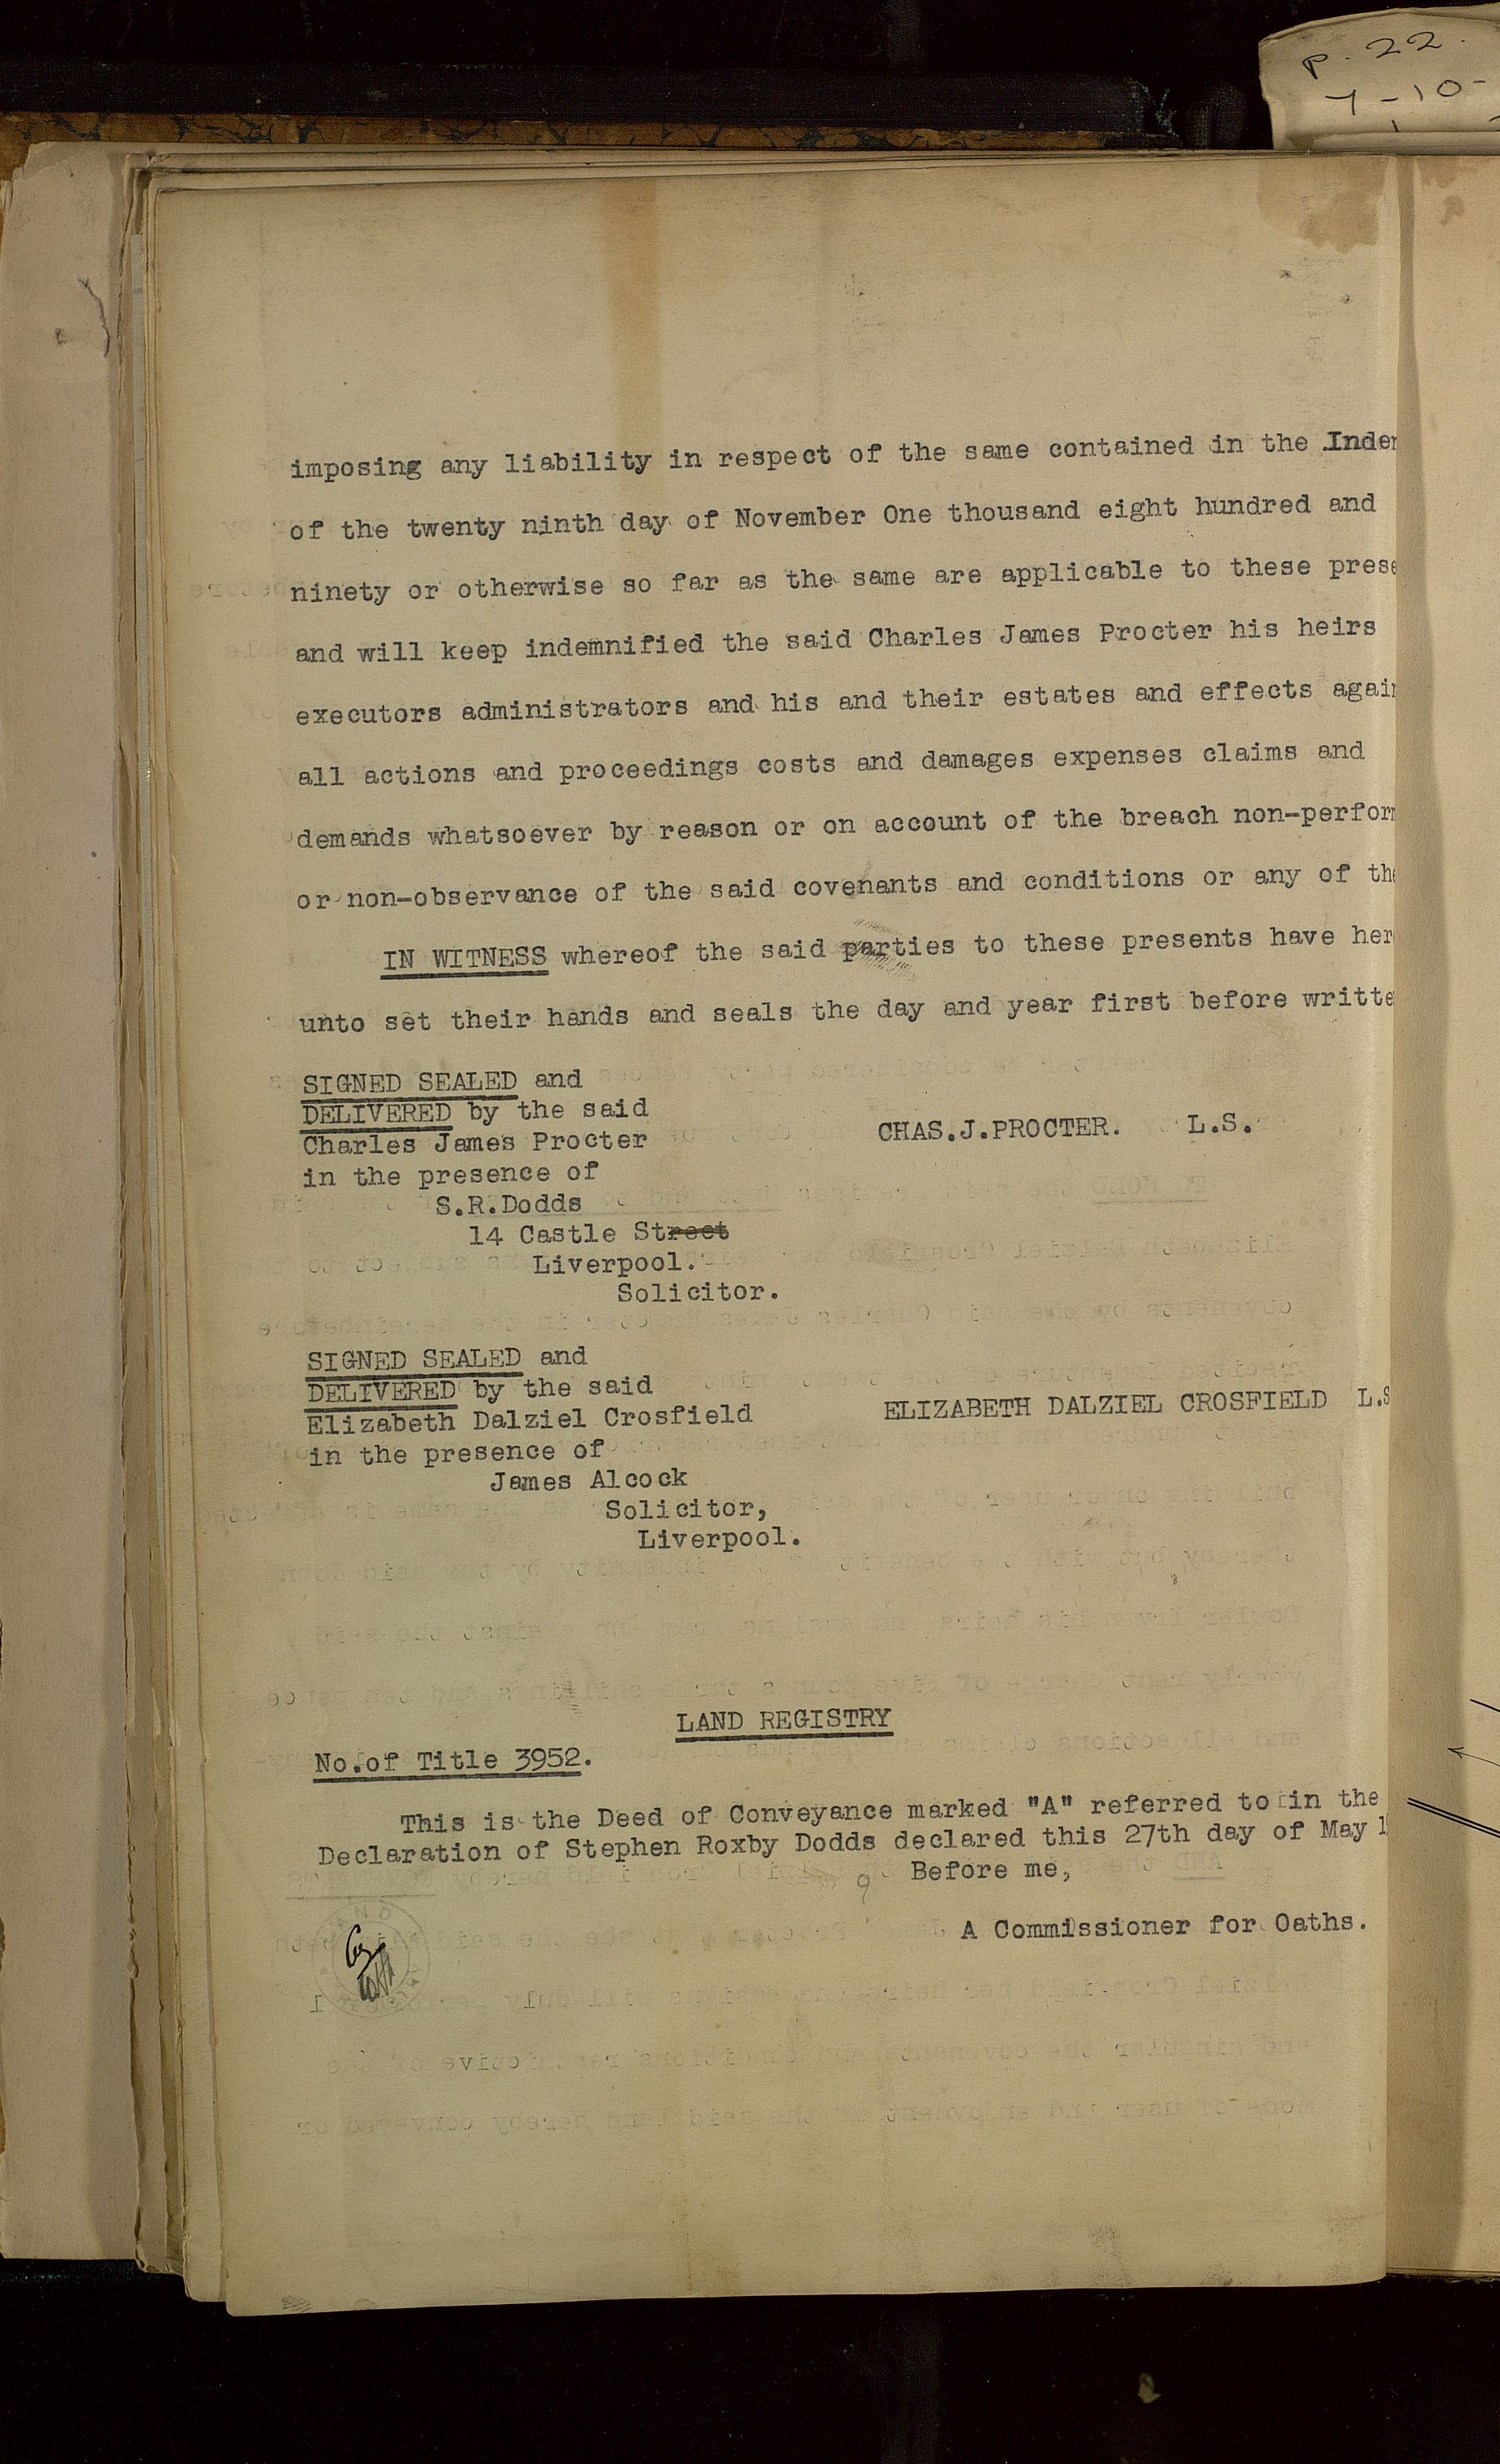 p. 22.
7-10-
imposing any liability in respect of the same contained in the Inden
of the twenty ninth day of November One thousand eight hundred and
ninety or otherwise so far as the same are applicable to these prese
and will keep indemnified the said Charles James Procter his heirs
executors administrators and his and their estates and effects again
all actions and proceedings costs and damages expenses claims and
demands whatsoever by reason or on account of the breach non-perform
or non-observance of the said covenants and conditions or any of the
IN WITNESS whereof the said parties to these presents have here
unto set their hands and seals the day and year first before writte
SIGNED SEALED and
DELIVERED by the said
Charles James Procter
in the presence of
CHAS.J.PROCTER. L.S.
S.R.Dodds
14 Castle Street
Liverpool.
Solicitor.
SIGNED SEALED and
DELIVERED by the said
Elizabeth Dalziel Crosfield
in the presence of
ELIZABETH DALZIEL CROSFIELD L.S
James Alcock
Solicitor,
Liverpool.
LAND REGISTRY
No.of Title 3952.
This is the Deed of Conveyance marked "A" referred to in the
Declaration of Stephen Roxby Dodds declared this 27th day of May 1
Before me,
A Commissioner for Oaths.